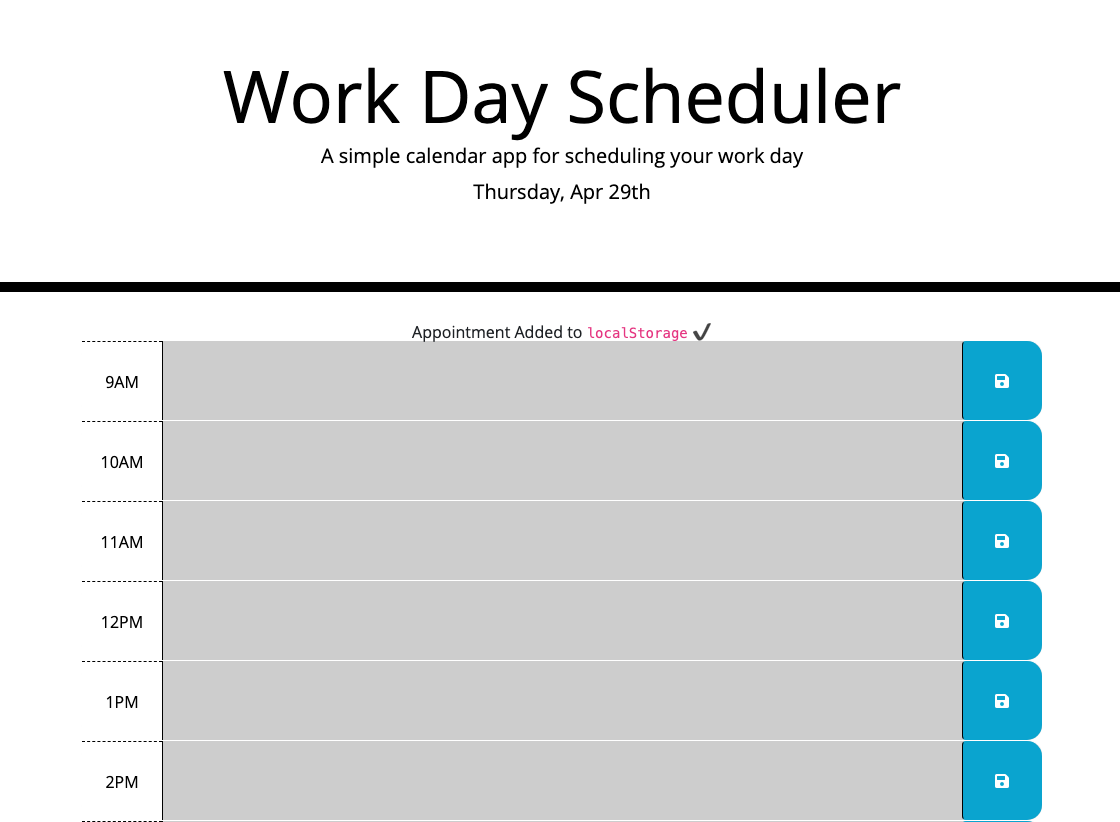 Work Day Scheduler
A simple calendar app for scheduling your work day
Thursday, Apr 29th
Appointment Added to localStorage ✔
9AM
10AM
11AM
12PM
1PM
2PM